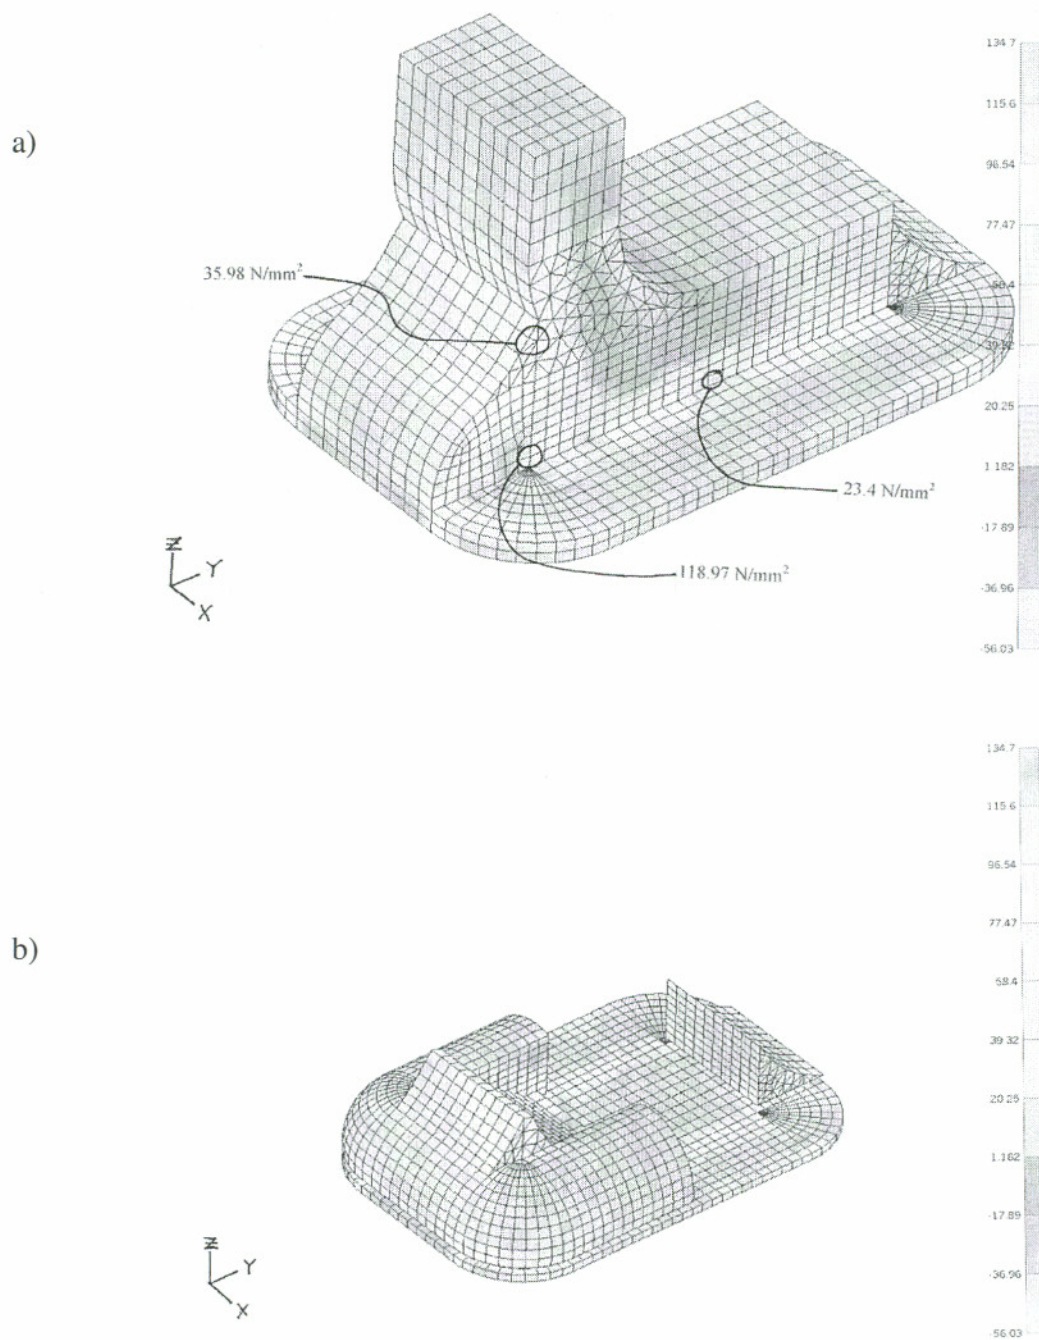 a)
134.7
115.6
96.54
77.47
58.4
39.32
20.25
1.182
-17.89
-36.96
-56.03
35.98 N/mm²
23.4 N/mm²
118.97 N/mm²
Z
Y
X
b)
134.7
115.6
96.54
77.47
58.4
39.32
20.25
1.162
-17.89
-36.96
-56.03
Z
Y
X